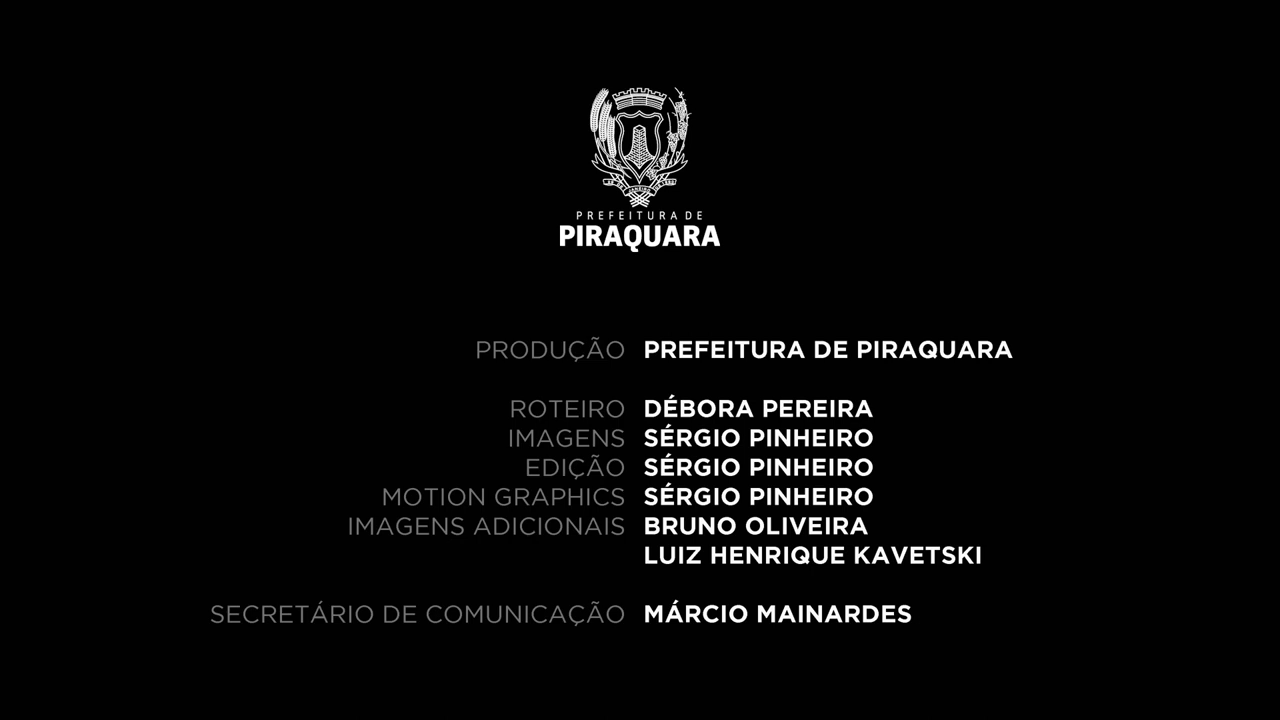 PREFEITURA DE
PIRAQUARA
PRODUÇÃO PREFEITURA DE PIRAQUARA
ROTEIRO DÉBORA PEREIRA
IMAGENS SÉRGIO PINHEIRO
EDIÇÃO SÉRGIO PINHEIRO
MOTION GRAPHICS SÉRGIO PINHEIRO
IMAGENS ADICIONAIS BRUNO OLIVEIRA
LUIZ HENRIQUE KAVETSKI
SECRETÁRIO DE COMUNICAÇÃO MÁRCIO MAINARDES